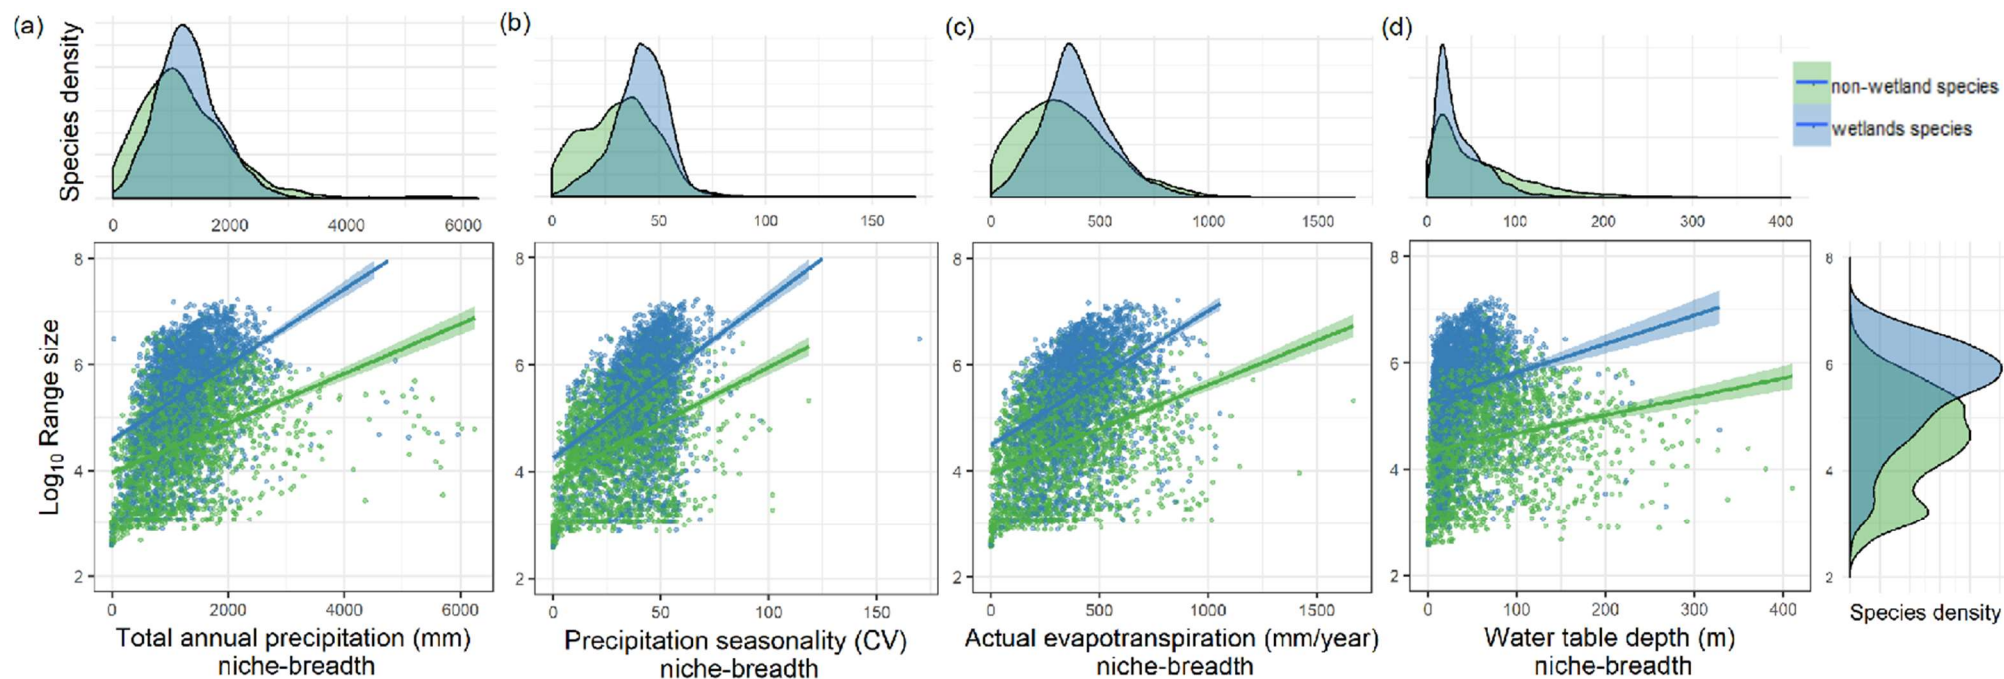 (a)
(b)
(c)
(d)
Species density
0 2000 4000 6000
0 50 100 150
0 500 1000 1500
0 100 200 300 400
non-wetland species
wetlands species
Log10 Range size
8
6
4
2
8
6
4
2
8
6
4
2
8
6
4
2
8
6
4
2
0 2000 4000 6000
0 50 100 150
0 500 1000 1500
0 100 200 300 400
Total annual precipitation (mm)
niche-breadth
Precipitation seasonality (CV)
niche-breadth
Actual evapotranspiration (mm/year)
niche-breadth
Water table depth (m)
niche-breadth
Species density